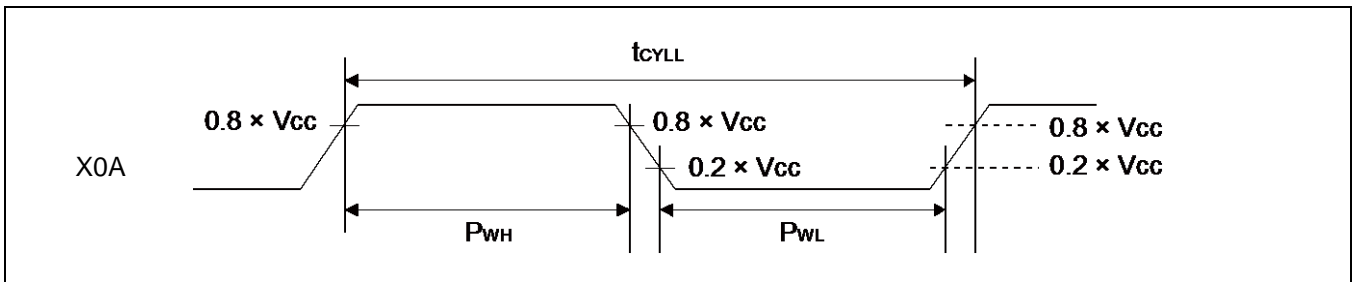 tCYLL
0.8 × Vcc
0.8 × Vcc
0.8 × Vcc
X0A
0.2 × Vcc
0.2 × Vcc
PWH
PWL